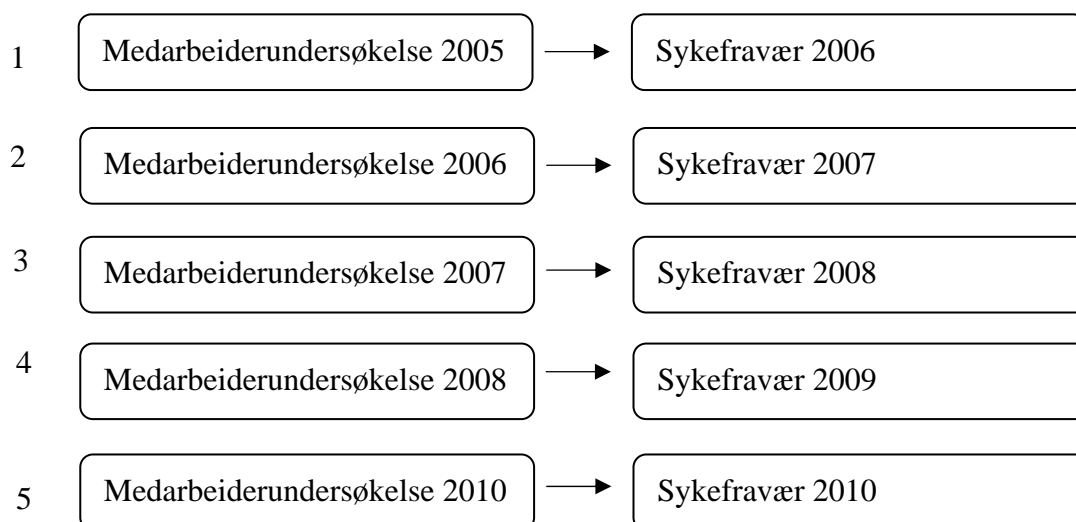 1 Medarbeiderundersøkelse 2005 Sykefravær 2006
2 Medarbeiderundersøkelse 2006 Sykefravær 2007
3 Medarbeiderundersøkelse 2007 Sykefravær 2008
4 Medarbeiderundersøkelse 2008 Sykefravær 2009
5 Medarbeiderundersøkelse 2010 Sykefravær 2010